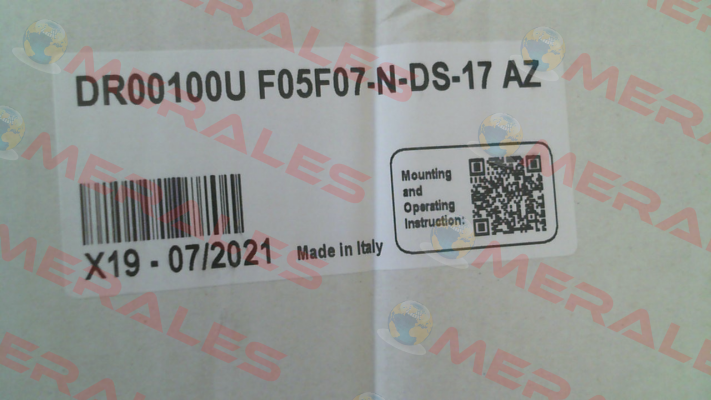 DR00100U F05F07-N-DS-17 AZ
Mounting
and
Operating
Instruction:
X19 - 07/2021
Made in Italy
MERALES
MERALES
MERALES
MERALES
MERALES